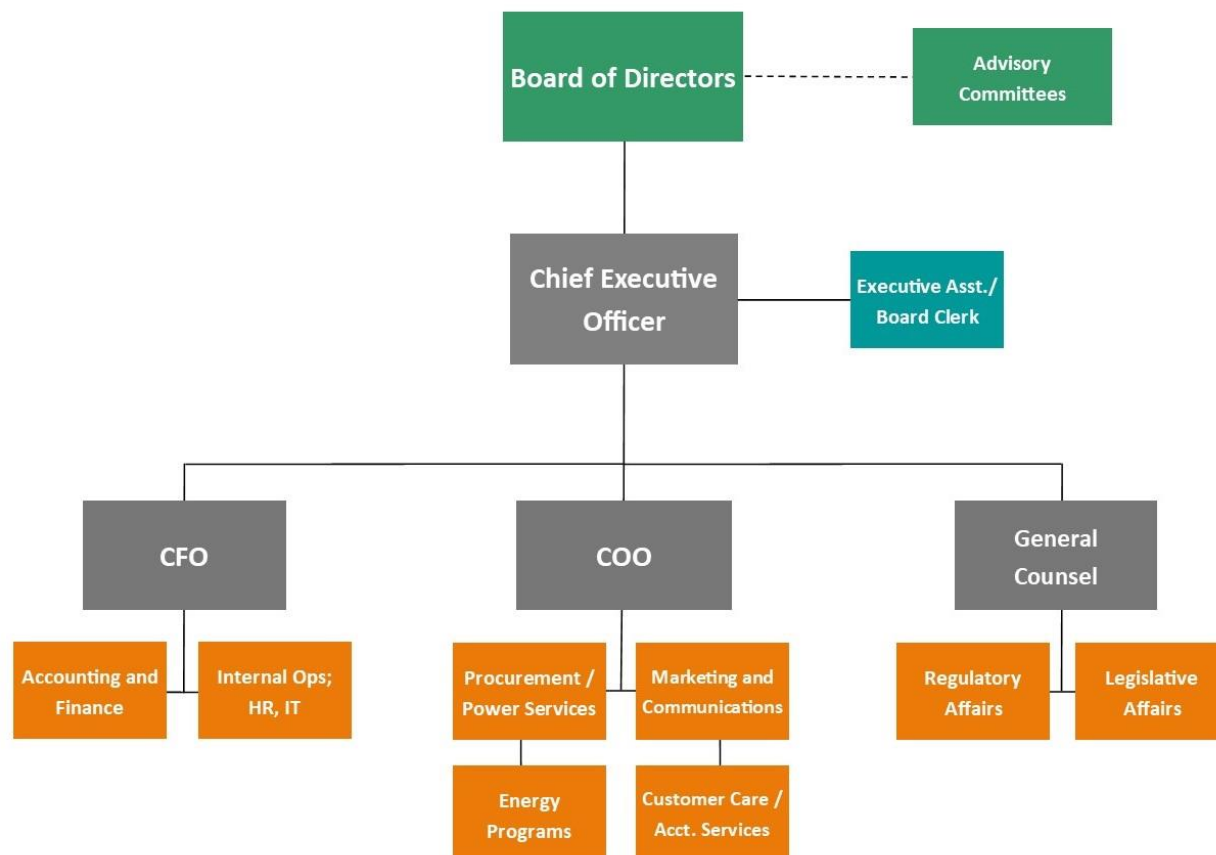 Board of Directors
Advisory
Committees
Chief Executive
Officer
Executive Asst./
Board Clerk
CFO
COO
General
Counsel
Accounting and
Finance
Internal Ops;
HR, IT
Procurement /
Power Services
Marketing and
Communications
Regulatory
Affairs
Legislative
Affairs
Energy
Programs
Customer Care /
Acct. Services